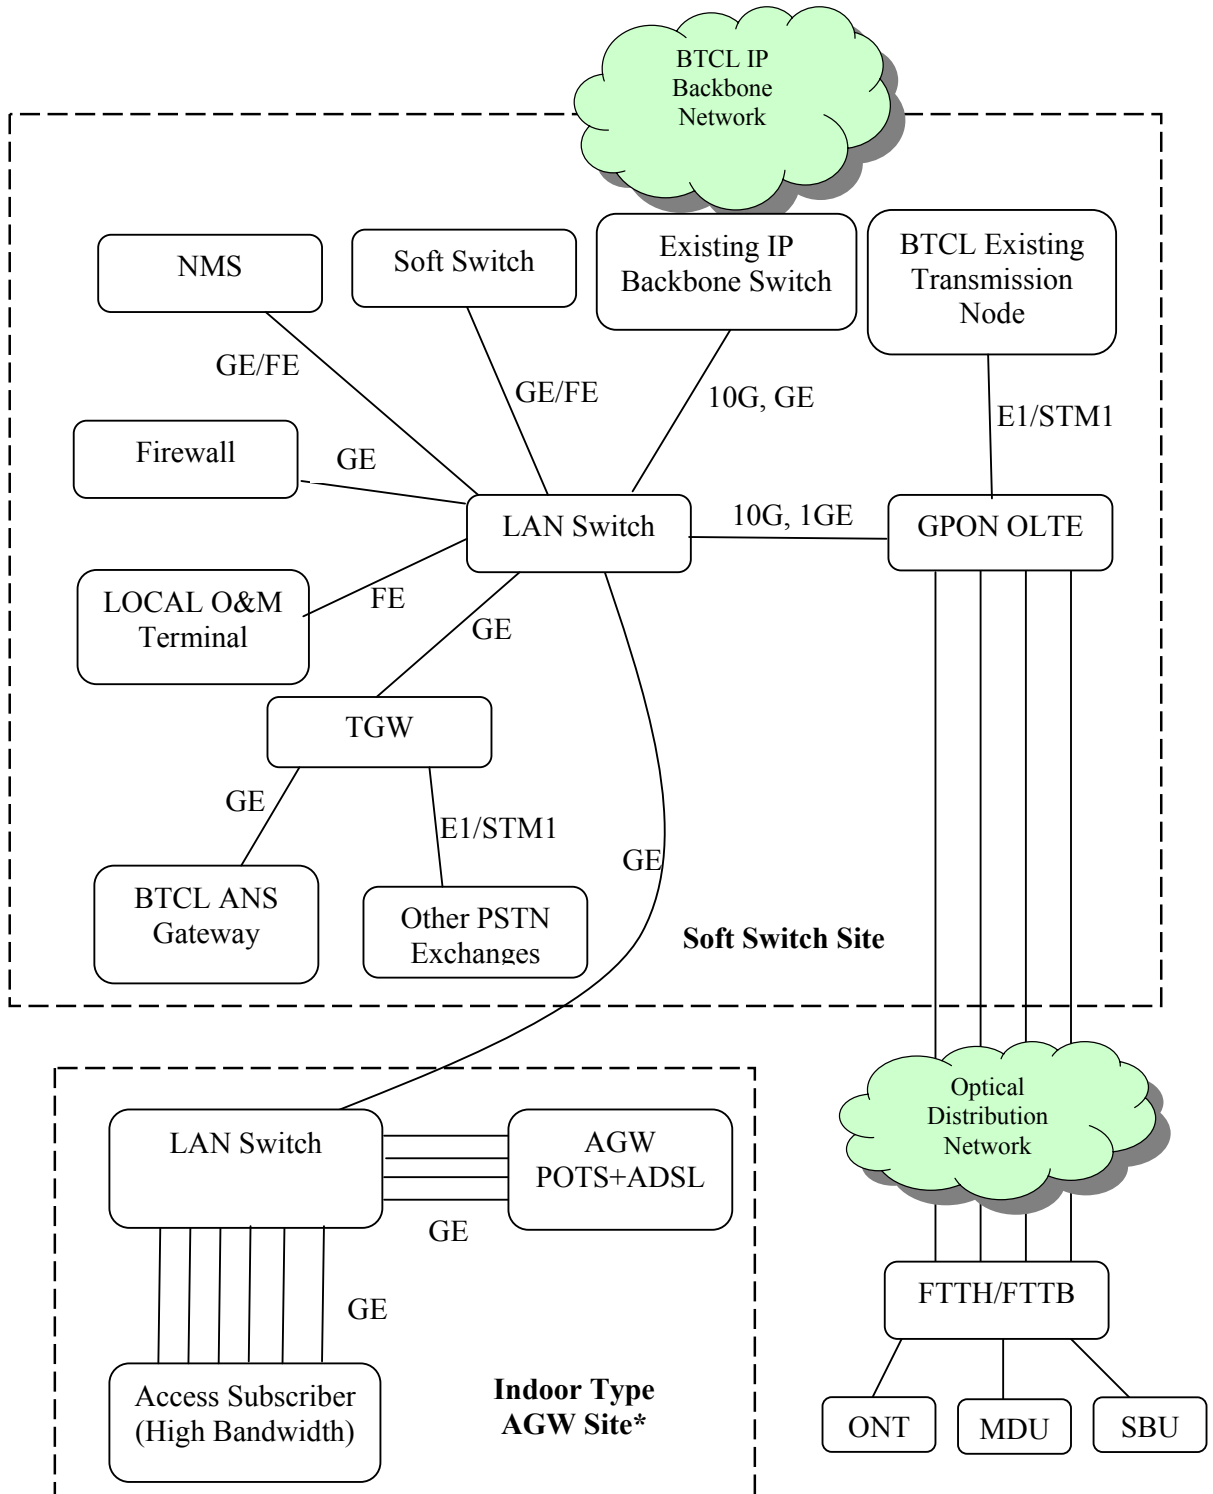 BTCL IP
Backbone
Network
NMS
Soft Switch
Existing IP
Backbone Switch
BTCL Existing
Transmission
Node
GE/FE
GE/FE
10G, GE
E1/STM1
Firewall
GE
LAN Switch
10G, 1GE
GPON OLTE
LOCAL O&M
Terminal
FE
GE
TGW
GE
E1/STM1
GE
BTCL ANS
Gateway
Other PSTN
Exchanges
Soft Switch Site
Optical
Distribution
Network
LAN Switch
AGW
POTS+ADSL
GE
GE
FTTH/FTTB
Access Subscriber
(High Bandwidth)
Indoor Type
AGW Site*
ONT
MDU
SBU